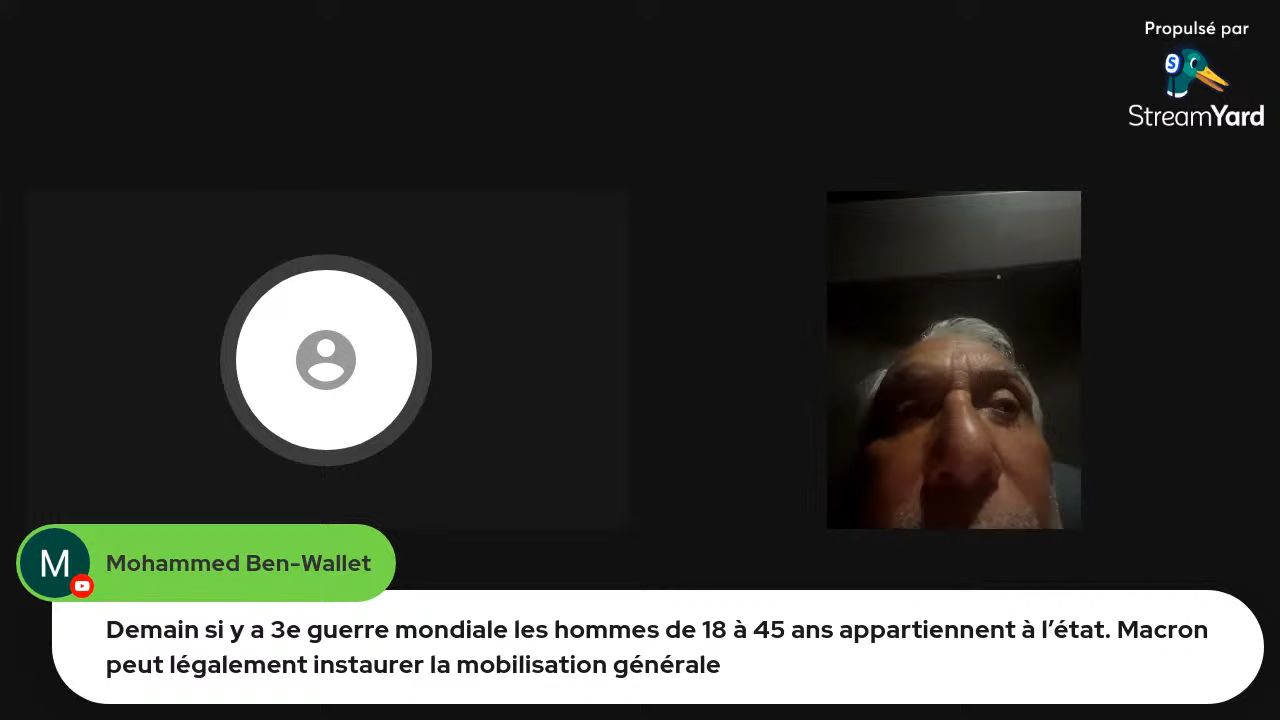 Propulsé par
S
StreamYard
M
Mohammed Ben-Wallet
Demain si y a 3e guerre mondiale les hommes de 18 à 45 ans appartiennent à l’état. Macron
peut légalement instaurer la mobilisation générale